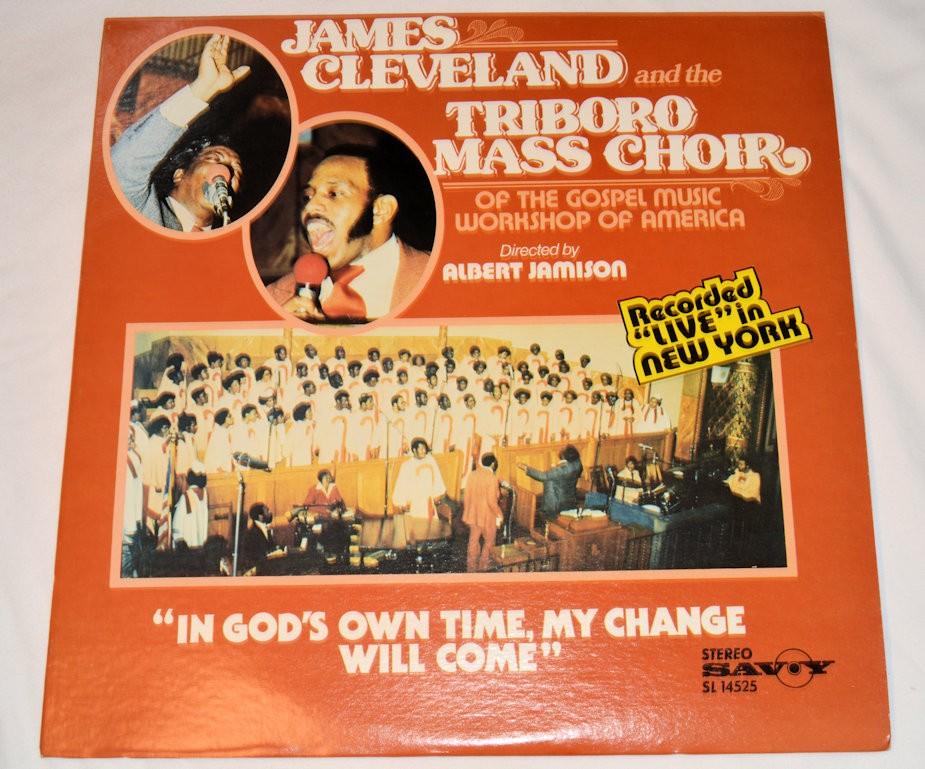 JAMES
CLEVELAND and the
TRIBORO
MASS CHOIR
OF THE GOSPEL MUSIC
WORKSHOP OF AMERICA
Directed by
ALBERT JAMISON
Recorded
"LIVE" in
NEW YORK
"IN GOD'S OWN TIME, MY CHANGE
WILL COME"
STEREO
SAVOY
SL 14525